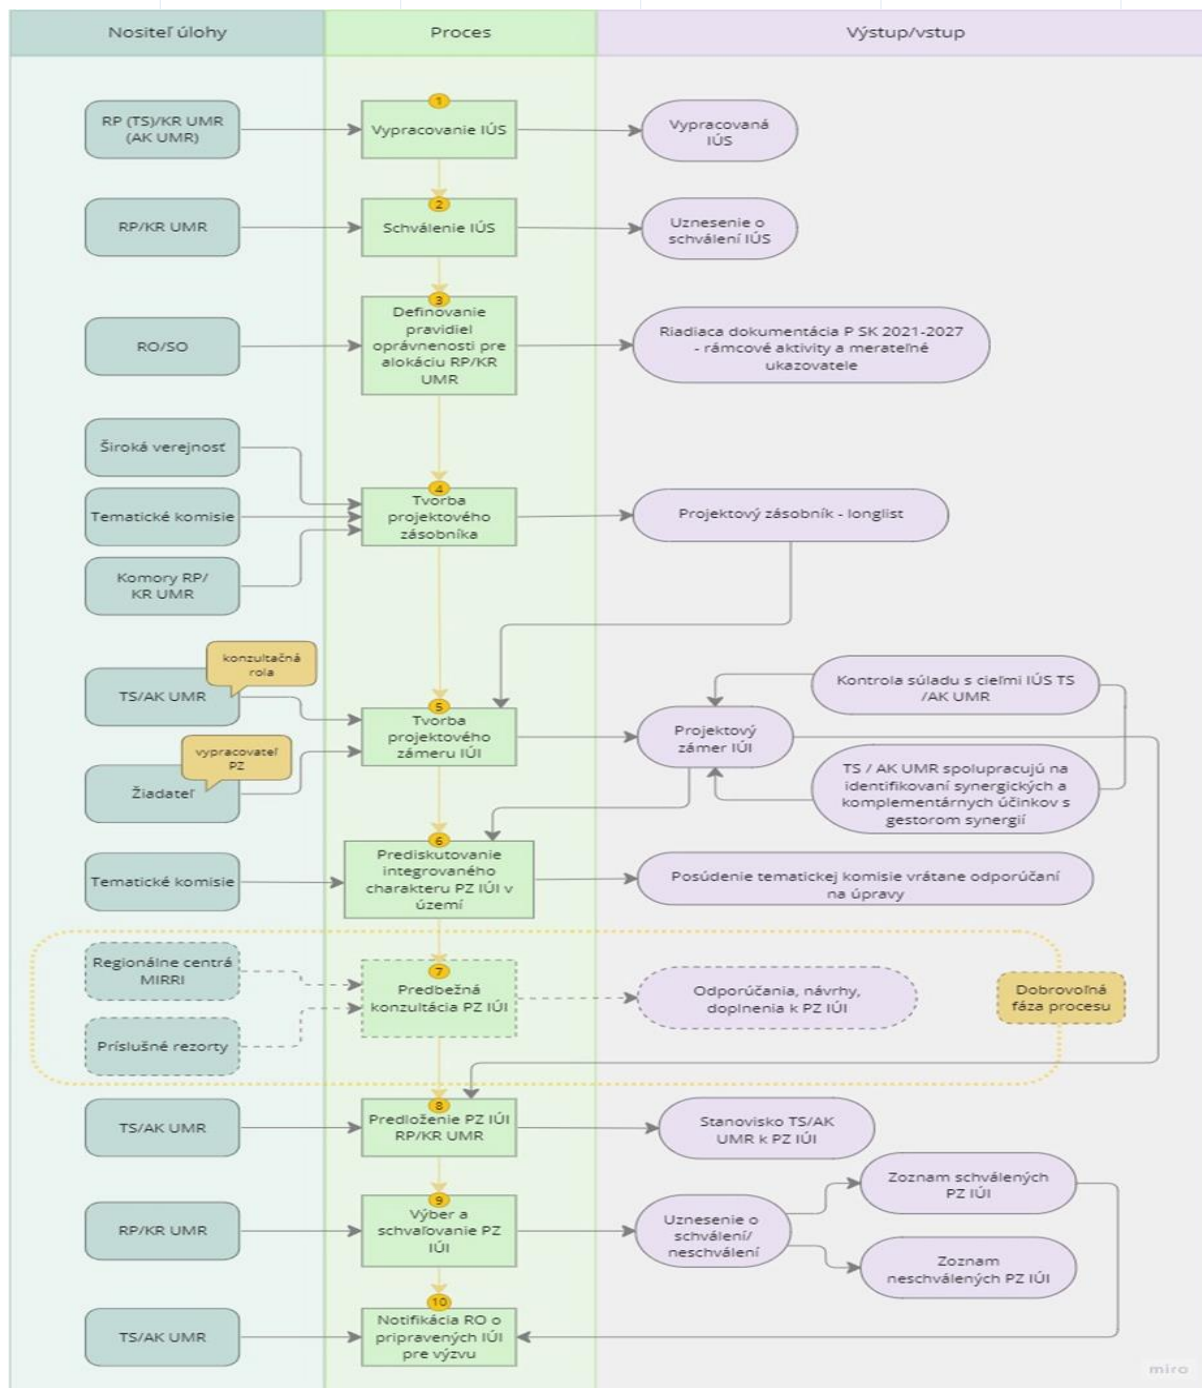 Nositeľ úlohy
Proces
Výstup/vstup
RP (TS)/KR UMR
(AK UMR)
1
Vypracovanie IÚS
Vypracovaná
IÚS
RP/KR UMR
2
Schválenie IÚS
Uznesenie o
schválení IÚS
RO/SO
3
Definovanie
pravidiel
oprávnenosti pre
alokáciu RP/KR
UMR
Riadiaca dokumentácia P SK 2021-2027
- rámcové aktivity a merateľné
ukazovatele
Široká verejnosť
Tematické komisie
Komory RP/
KR UMR
4
Tvorba
projektového
zásobníka
Projektový zásobník - longlist
konzultačná
rola
TS/AK UMR
vypracovateľ
PZ
Žiadateľ
5
Tvorba
projektového
zámeru IÚI
Projektový
zámer IÚI
Kontrola súladu s cieľmi IÚS TS
/AK UMR
TS / AK UMR spolupracujú na
identifikovaní synergických a
komplementárnych účinkov s
gestorom synergií
Tematické komisie
6
Prediskutovanie
integrovaného
charakteru PZ IÚI v
území
Posúdenie tematickej komisie vrátane odporúčaní
na úpravy
Regionálne centrá
MIRRI
Príslušné rezorty
7
Predbežná
konzultácia PZ IÚI
Odporúčania, návrhy,
doplnenia k PZ IÚI
Dobrovoľná
fáza procesu
TS/AK UMR
8
Predloženie PZ IÚI
RP/KR UMR
Stanovisko TS/AK
UMR k PZ IÚI
RP/KR UMR
9
Výber a
schvaľovanie PZ
IÚI
Uznesenie o
schválení/
neschválení
Zoznam schválených
PZ IÚI
Zoznam
neschválených PZ IÚI
TS/AK UMR
10
Notifikácia RO o
pripravených IÚI
pre výzvu
miro